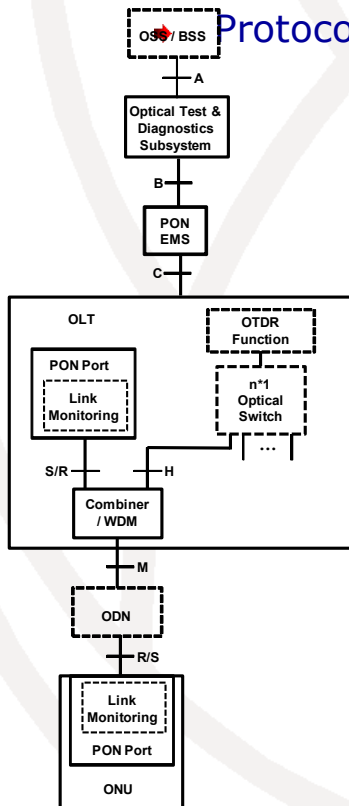 Protoco
OSS / BSS
A
Optical Test &
Diagnostics
Subsystem
B
PON
EMS
C
OLT
OTDR
Function
PON Port
Link
Monitoring
n*1
Optical
Switch
...
S/R
H
Combiner
/ WDM
M
ODN
R/S
Link
Monitoring
PON Port
ONU